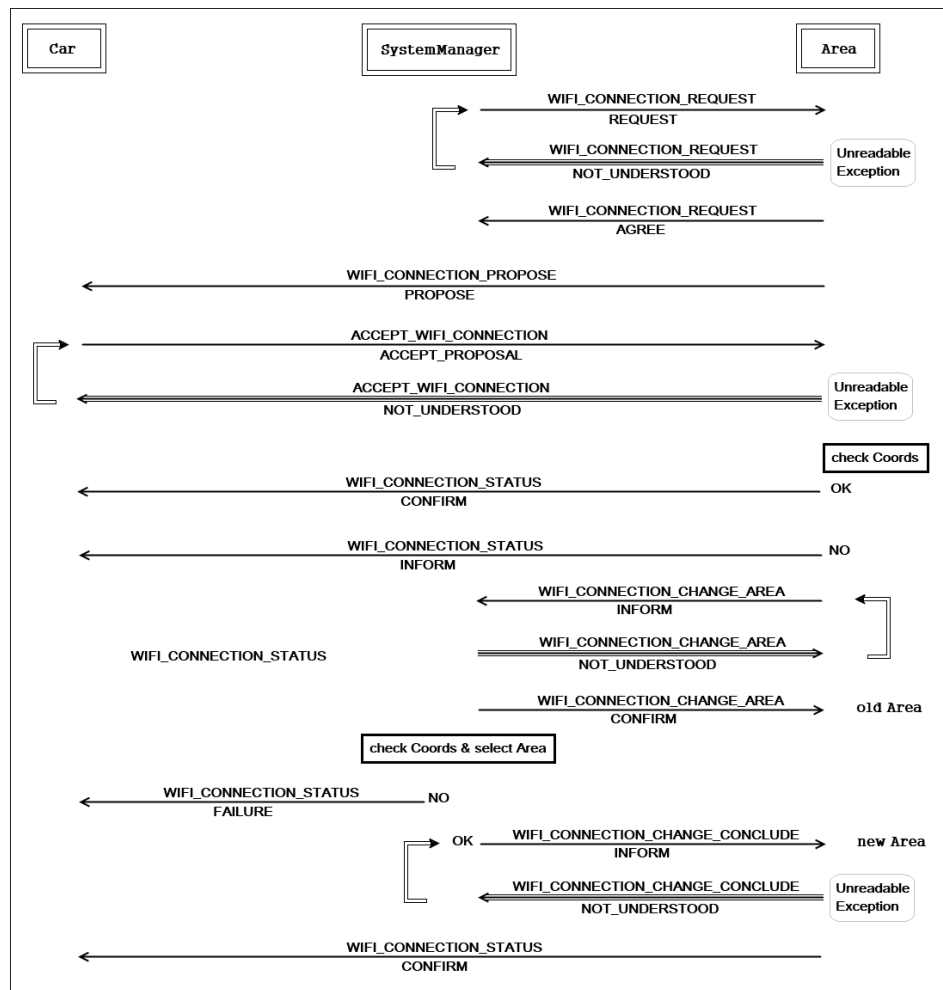 Car
SystemManager
Area
WIFI_CONNECTION_REQUEST
REQUEST
WIFI_CONNECTION_REQUEST
NOT_UNDERSTOOD
Unreadable
Exception
WIFI_CONNECTION_REQUEST
AGREE
WIFI_CONNECTION_PROPOSE
PROPOSE
ACCEPT_WIFI_CONNECTION
ACCEPT_PROPOSAL
ACCEPT_WIFI_CONNECTION
NOT_UNDERSTOOD
Unreadable
Exception
check Coords
WIFI_CONNECTION_STATUS
CONFIRM
OK
WIFI_CONNECTION_STATUS
INFORM
NO
WIFI_CONNECTION_CHANGE_AREA
INFORM
WIFI_CONNECTION_STATUS
WIFI_CONNECTION_CHANGE_AREA
NOT_UNDERSTOOD
WIFI_CONNECTION_CHANGE_AREA
CONFIRM
old Area
check Coords & select Area
WIFI_CONNECTION_STATUS
FAILURE
NO
OK
WIFI_CONNECTION_CHANGE_CONCLUDE
INFORM
new Area
WIFI_CONNECTION_CHANGE_CONCLUDE
NOT_UNDERSTOOD
Unreadable
Exception
WIFI_CONNECTION_STATUS
CONFIRM